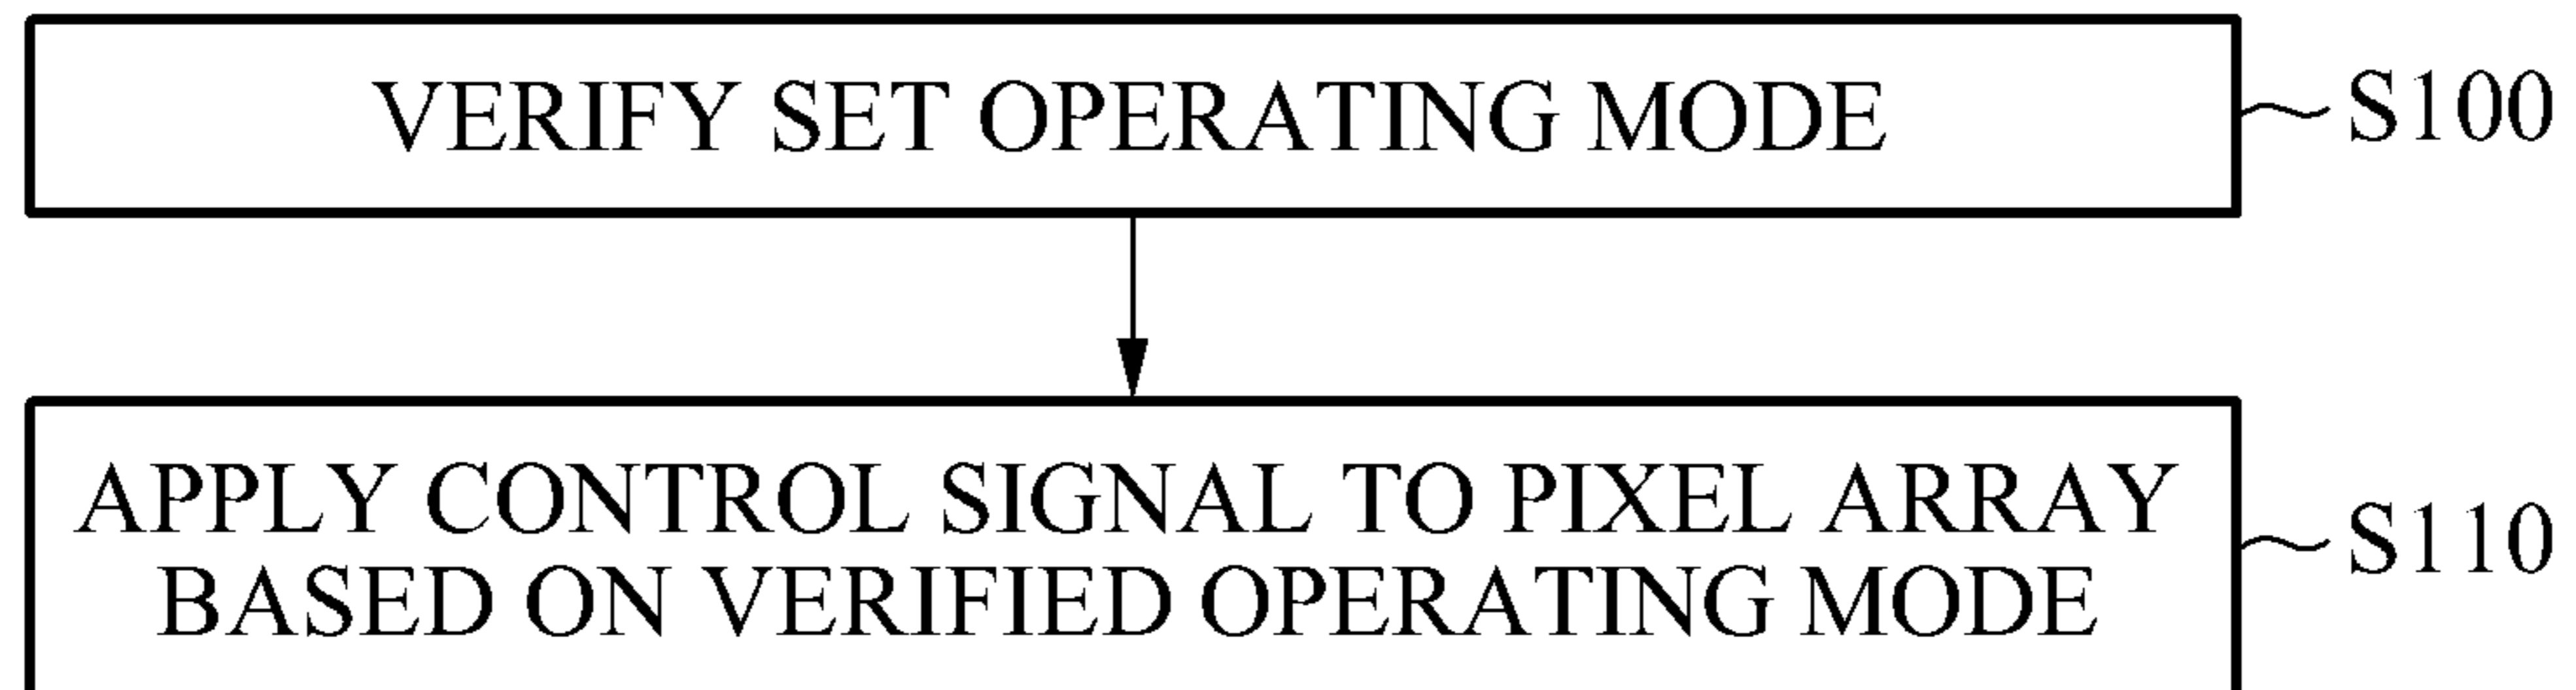 VERIFY SET OPERATING MODE
S100
APPLY CONTROL SIGNAL TO PIXEL ARRAY
BASED ON VERIFIED OPERATING MODE
S110